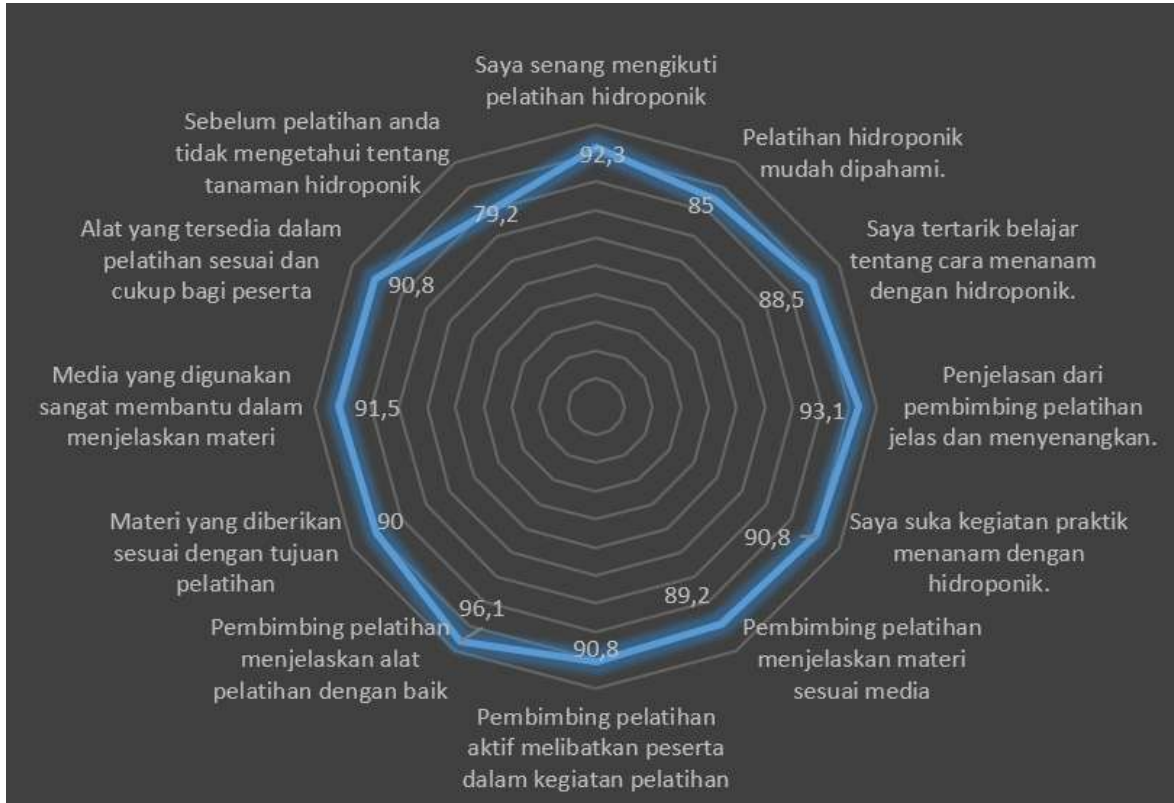 Saya senang mengikuti
pelatihan hidroponik
92,3
Pelatihan hidroponik
mudah dipahami.
85
Saya tertarik belajar
tentang cara menanam
dengan hidroponik.
88,5
Penjelasan dari
pembimbing pelatihan
jelas dan menyenangkan.
93,1
Saya suka kegiatan praktik
menanam dengan
hidroponik.
90,8
Pembimbing pelatihan
menjelaskan materi
sesuai media
89,2
Pembimbing pelatihan
aktif melibatkan peserta
dalam kegiatan pelatihan
90,8
Pembimbing pelatihan
menjelaskan alat
pelatihan dengan baik
96,1
Materi yang diberikan
sesuai dengan tujuan
pelatihan
90
Media yang digunakan
sangat membantu dalam
menjelaskan materi
91,5
Alat yang tersedia dalam
pelatihan sesuai dan
cukup bagi peserta
90,8
Sebelum pelatihan anda
tidak mengetahui tentang
tanaman hidroponik
79,2